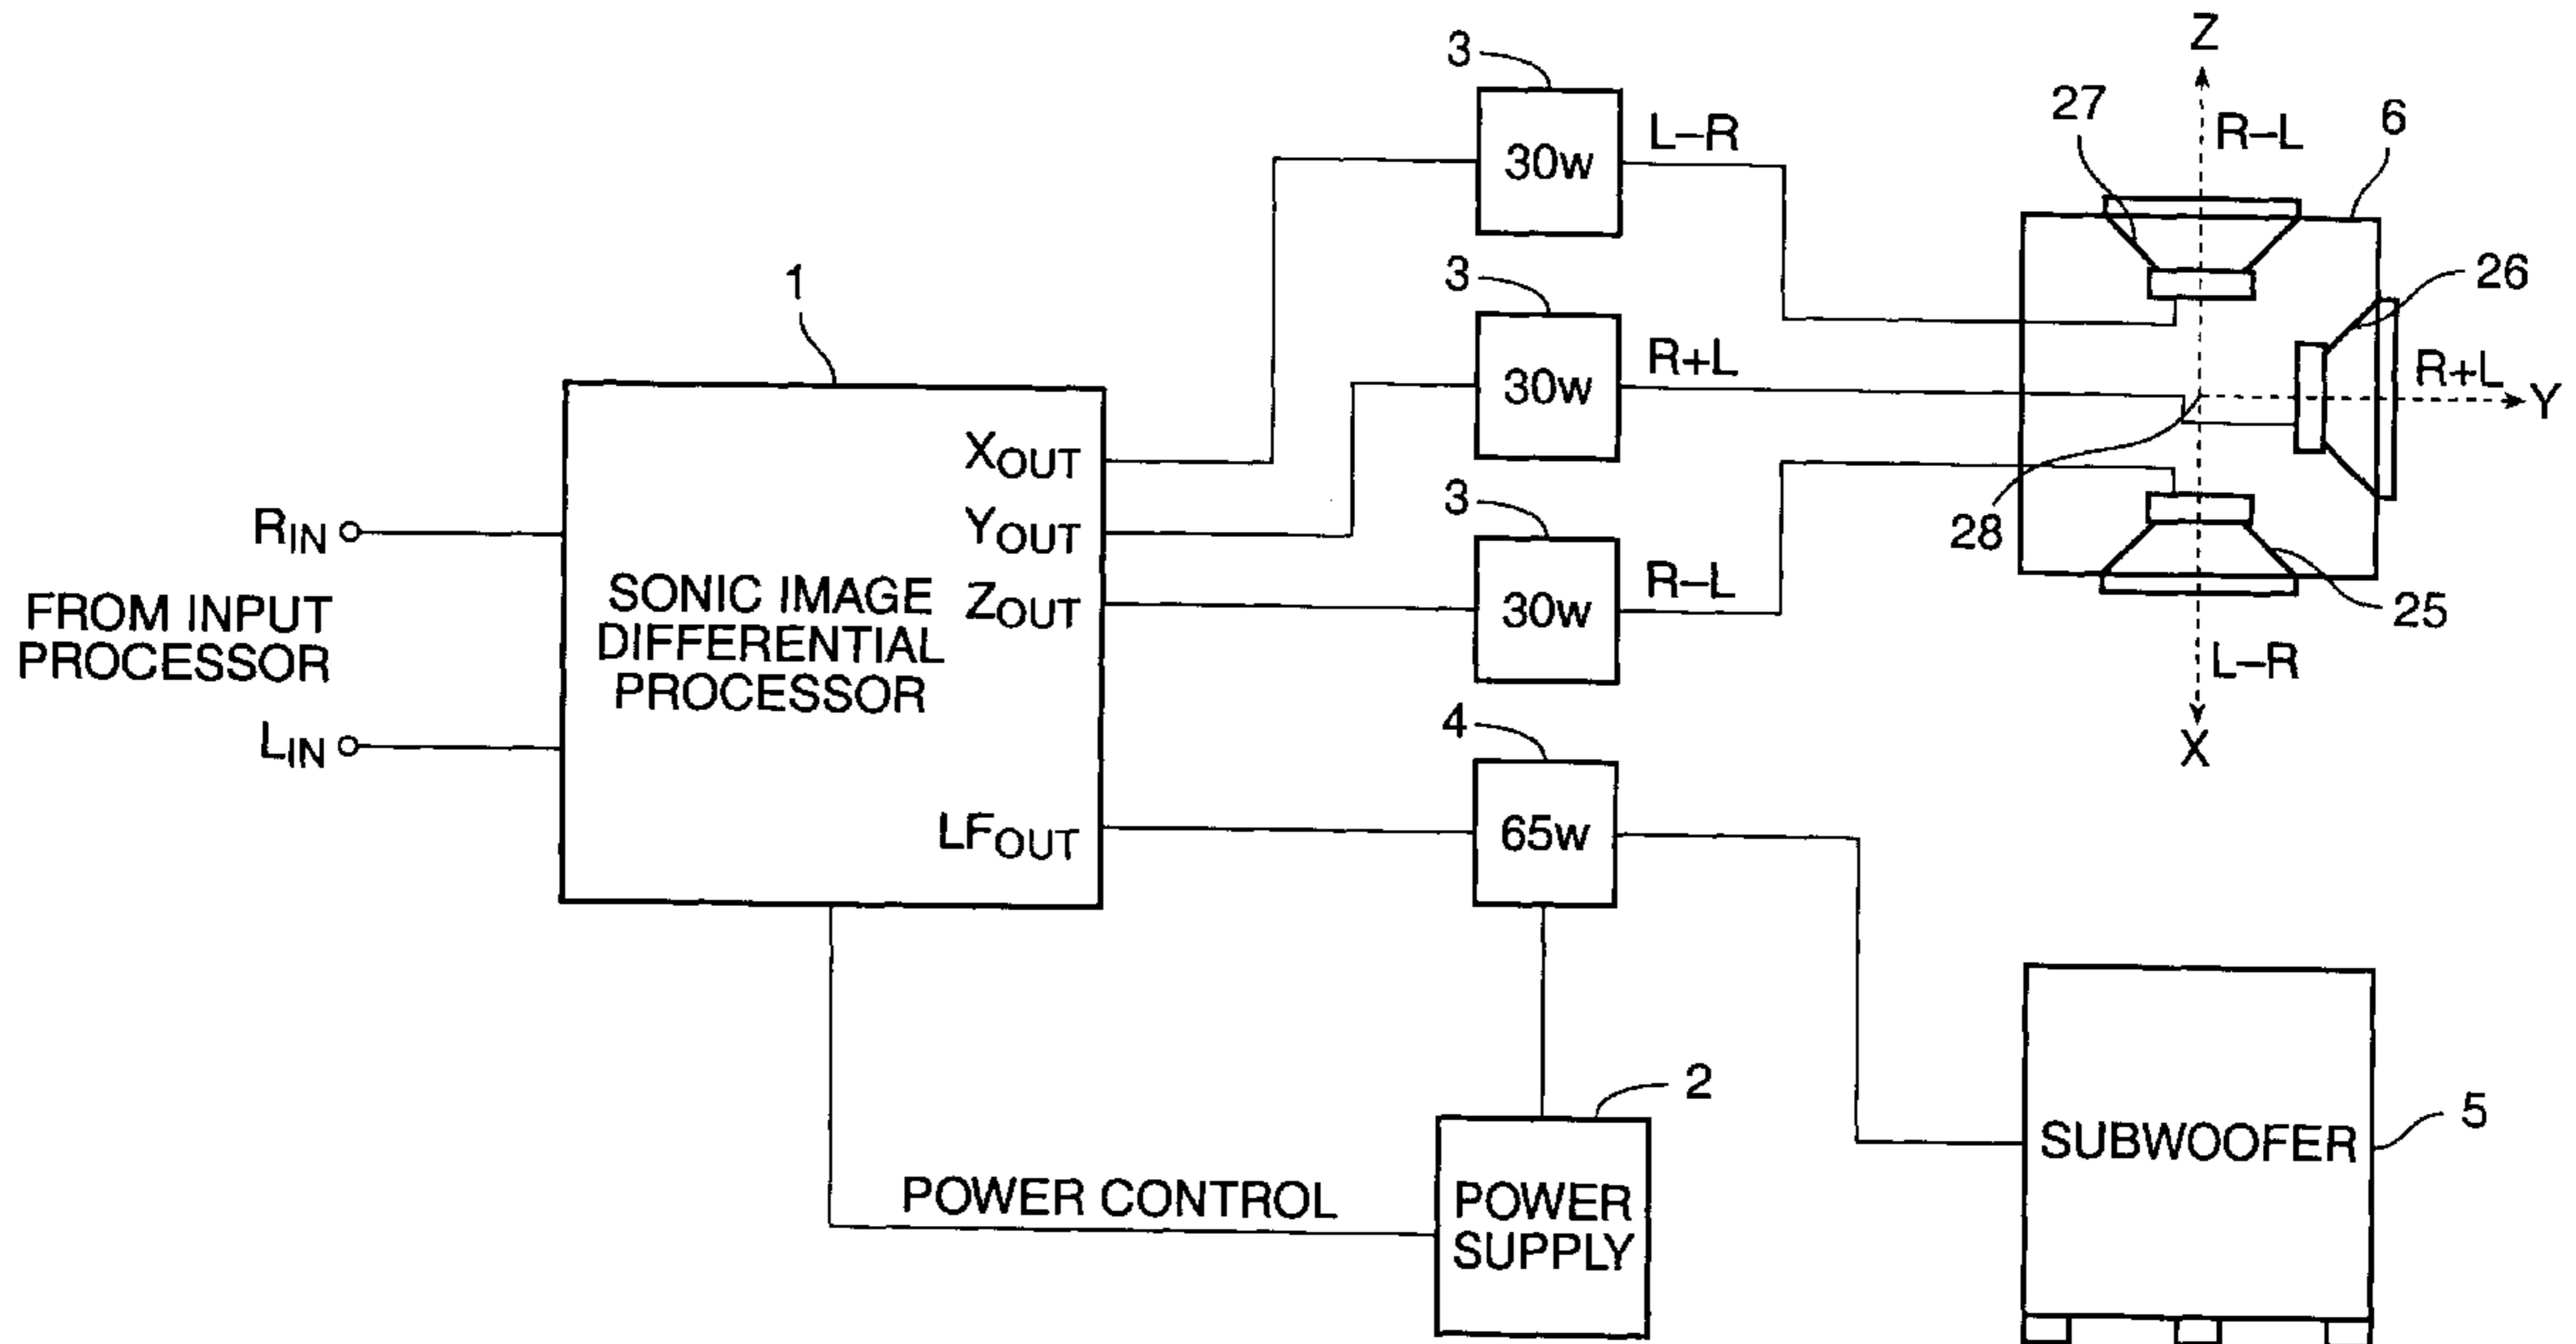 Z
3
27
R–L
6
L–R
30w
3
26
1
R+L
30w
R+L
Y
XOUT
3
28
RIN
YOUT
R–L
25
SONIC IMAGE
DIFFERENTIAL
PROCESSOR
ZOUT
30w
FROM INPUT
PROCESSOR
L–R
4
X
LIN
LFOUT
65w
2
5
SUBWOOFER
POWER CONTROL
POWER
SUPPLY